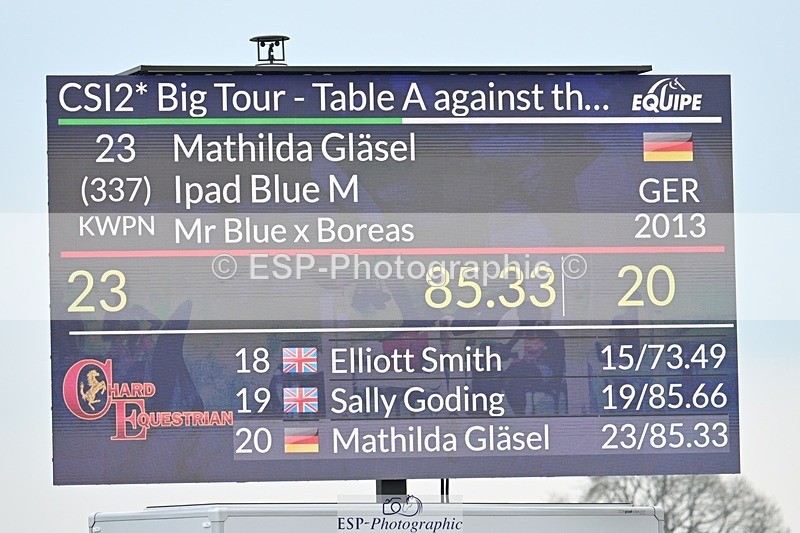 CSI2* Big Tour - Table A against th... EQUIPE
23 Mathilda Gläsel
(337) Ipad Blue M GER
KWPN Mr Blue x Boreas 2013
© ESP-Photographic ©
23 85.33 20
18 Elliott Smith 15/73.49
19 Sally Goding 19/85.66
20 Mathilda Gläsel 23/85.33
CHARD
EQUESTRIAN
ESP-Photographic